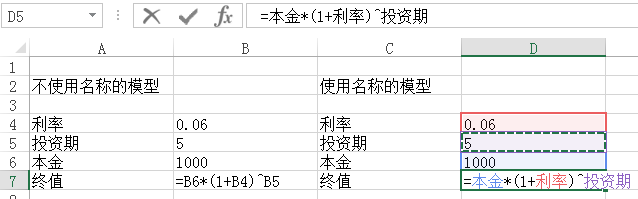 D5 =本金*(1+利率)^投资期
A B C D
1
2 不使用名称的模型 使用名称的模型
3
4 利率 0.06 利率 0.06
5 投资期 5 投资期 5
6 本金 1000 本金 1000
7 终值 =B6*(1+B4)^B5 终值 =本金*(1+利率)^投资期